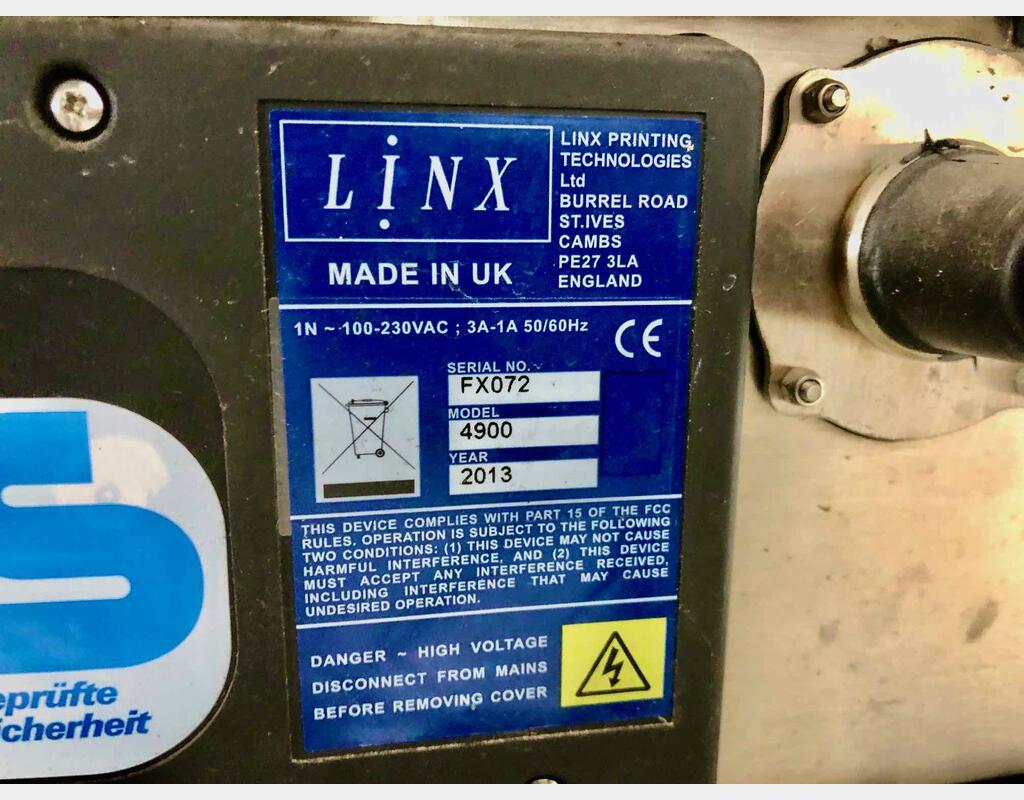 LiNX
MADE IN UK
LINX PRINTING
TECHNOLOGIES
Ltd
BURREL ROAD
ST.IVES
CAMBS
PE27 3LA
ENGLAND
1N ~ 100-230VAC ; 3A-1A 50/60Hz
CE
SERIAL NO.
FX072
MODEL
4900
YEAR
2013
THIS DEVICE COMPLIES WITH PART 15 OF THE FCC
RULES. OPERATION IS SUBJECT TO THE FOLLOWING
TWO CONDITIONS: (1) THIS DEVICE MAY NOT CAUSE
HARMFUL INTERFERENCE, AND (2) THIS DEVICE
MUST ACCEPT ANY INTERFERENCE RECEIVED,
INCLUDING INTERFERENCE THAT MAY CAUSE
UNDESIRED OPERATION.
DANGER ~ HIGH VOLTAGE
DISCONNECT FROM MAINS
BEFORE REMOVING COVER
S
eprüfte
icherheit